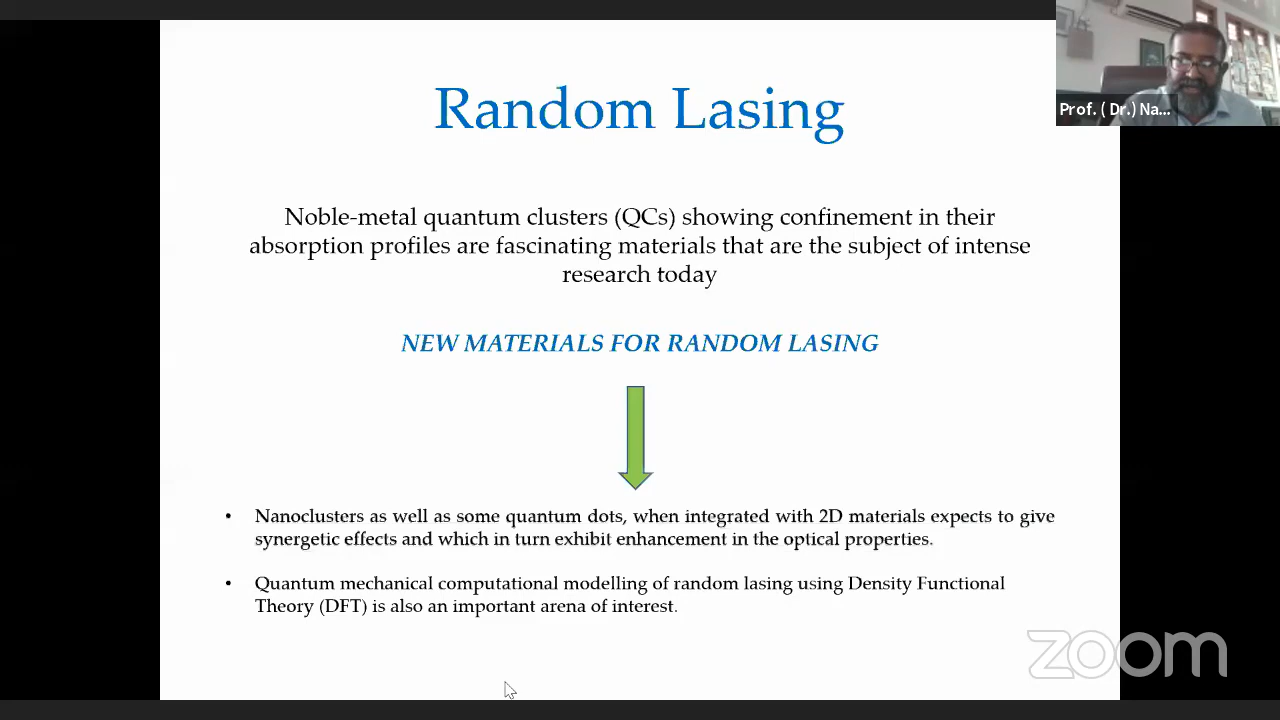 Random Lasing
Prof. ( Dr.) Na...
Noble-metal quantum clusters (QCs) showing confinement in their
absorption profiles are fascinating materials that are the subject of intense
research today
NEW MATERIALS FOR RANDOM LASING
• Nanoclusters as well as some quantum dots, when integrated with 2D materials expects to give
synergetic effects and which in turn exhibit enhancement in the optical properties.
• Quantum mechanical computational modelling of random lasing using Density Functional
Theory (DFT) is also an important arena of interest.
zoom